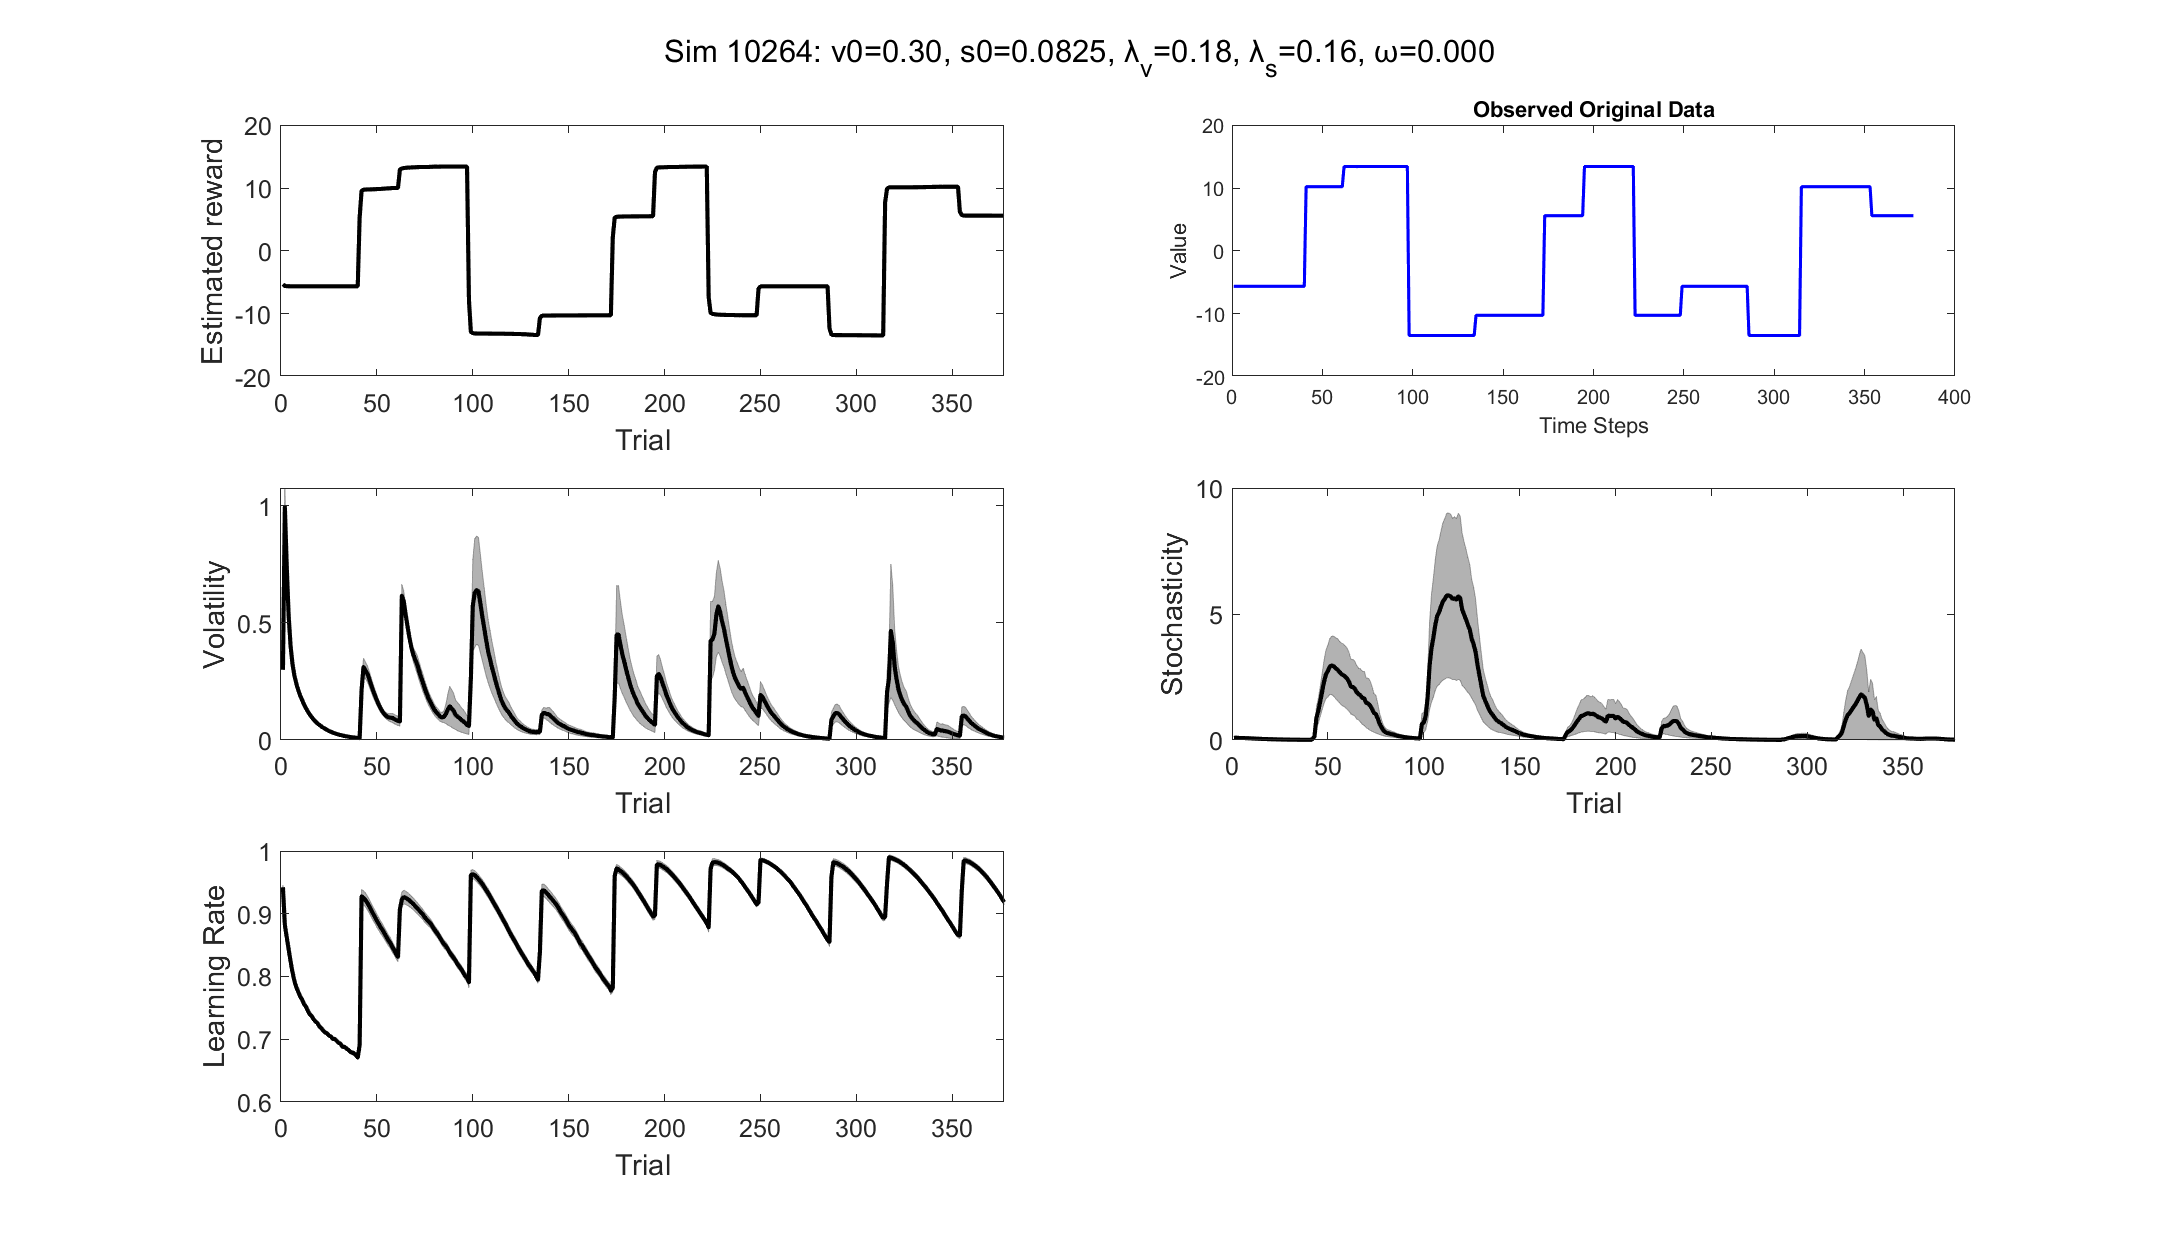 Sim 10264: v0=0.30, s0=0.0825, λv=0.18, λs=0.16, ω=0.000
Estimated reward
20
10
0
-10
-20
0 50 100 150 200 250 300 350
Trial
Observed Original Data
Value
20
10
0
-10
-20
0 50 100 150 200 250 300 350 400
Time Steps
Volatility
1
0.5
0
0 50 100 150 200 250 300 350
Trial
Stochasticity
10
5
0
0 50 100 150 200 250 300 350
Trial
Learning Rate
1
0.9
0.8
0.7
0.6
0 50 100 150 200 250 300 350
Trial